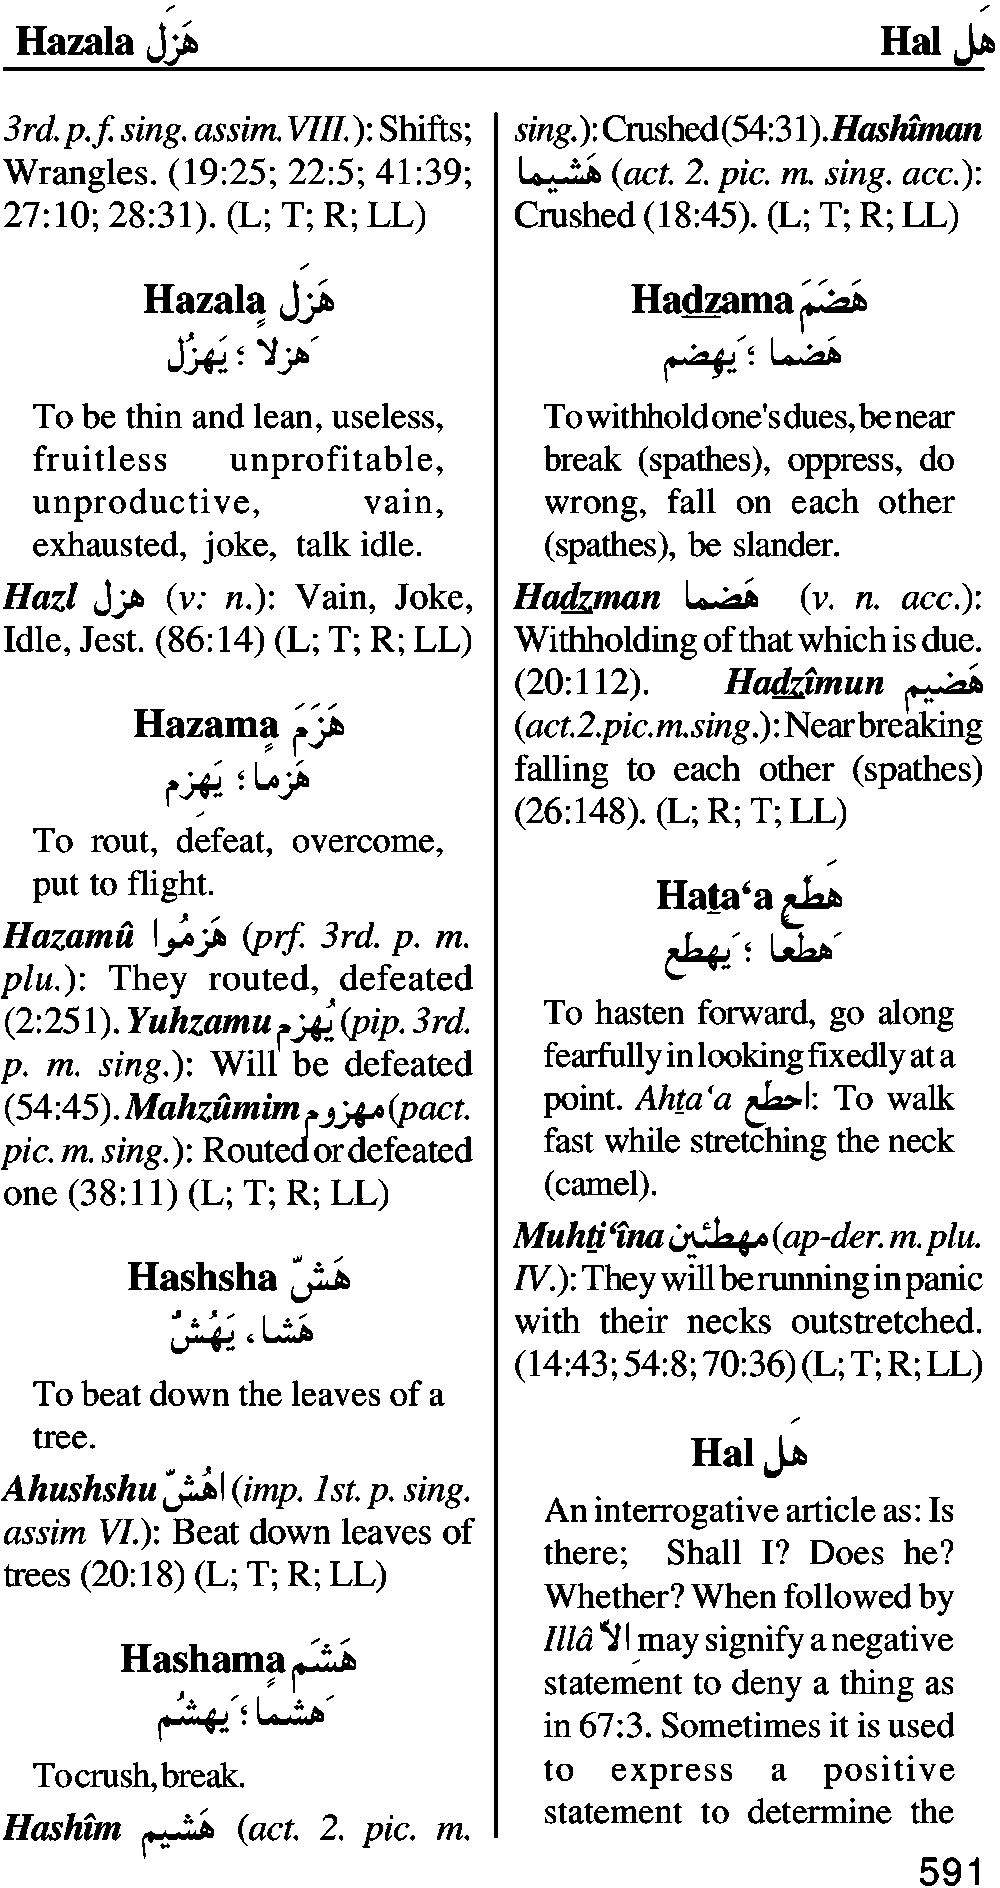 Hazala هَزَلَ
Hal هَل
3rd. p. f. sing. assim. VIII.): Shifts;
Wrangles. (19:25; 22:5; 41:39;
27:10; 28:31). (L; T; R; LL)
Hazala هَزَلَ
هَزلاً ؛ يَهزُل
To be thin and lean, useless,
fruitless unprofitable,
unproductive, vain,
exhausted, joke, talk idle.
Hazl هزل (v: n.): Vain, Joke,
Idle, Jest. (86:14) (L; T; R; LL)
Hazama هَزَمَ
هَزماً ؛ يَهزِم
To rout, defeat, overcome,
put to flight.
Hazamû هَزَمُوا (prf. 3rd. p. m.
plu.): They routed, defeated
(2:251). Yuhzamu يُهزَم (pip. 3rd.
p. m. sing.): Will be defeated
(54:45). Mahzûmim مهزوم (pact.
pic. m. sing.): Routed or defeated
one (38:11) (L; T; R; LL)
Hashsha هَشّ
هَشا، يَهُشّ
To beat down the leaves of a
tree.
Ahushshu اهُشّ (imp. 1st. p. sing.
assim VI.): Beat down leaves of
trees (20:18) (L; T; R; LL)
Hashama هَشَم
هَشماً ؛ يَهشُم
To crush, break.
Hashîm هَشيم (act. 2. pic. m.
sing.): Crushed (54:31). Hashîman
هَشيما (act. 2. pic. m. sing. acc.):
Crushed (18:45). (L; T; R; LL)
Hadzama هَضَمَ
هَضما ؛ يَهضِم
To withhold one's dues, be near
break (spathes), oppress, do
wrong, fall on each other
(spathes), be slander.
Hadzman هَضما (v. n. acc.):
Withholding of that which is due.
(20:112). Hadzîmun هَضيم
(act.2.pic.m.sing.): Near breaking
falling to each other (spathes)
(26:148). (L; R; T; LL)
Hata‘a هَطَع
هَطعا ؛ يَهطع
To hasten forward, go along
fearfully in looking fixedly at a
point. Ahta‘a احطع: To walk
fast while stretching the neck
(camel).
Muhti‘îna مهطئين (ap-der. m. plu.
IV.): They will be running in panic
with their necks outstretched.
(14:43; 54:8; 70:36) (L; T; R; LL)
Hal هَل
An interrogative article as: Is
there; Shall I? Does he?
Whether? When followed by
Illâ الاّ may signify a negative
statement to deny a thing as
in 67:3. Sometimes it is used
to express a positive
statement to determine the
591